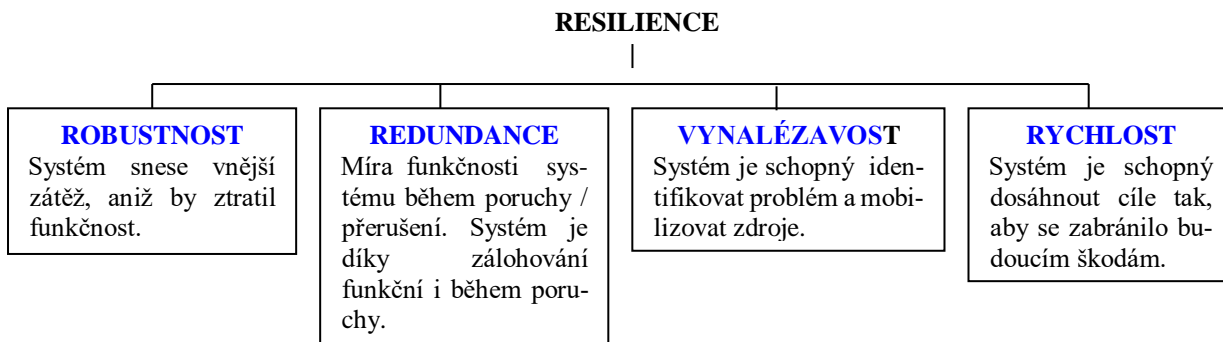 RESILIENCE
ROBUSTNOST
Systém snese vnější
zátěž, aniž by ztratil
funkčnost.
REDUNDANCE
Míra funkčnosti sys-
tému během poruchy /
přerušení. Systém je
díky zálohování
funkční i během poru-
chy.
VYNALÉZAVOST
Systém je schopný iden-
tifikovat problém a mobi-
lizovat zdroje.
RYCHLOST
Systém je schopný
dosáhnout cíle tak,
aby se zabránilo bu-
doucím škodám.